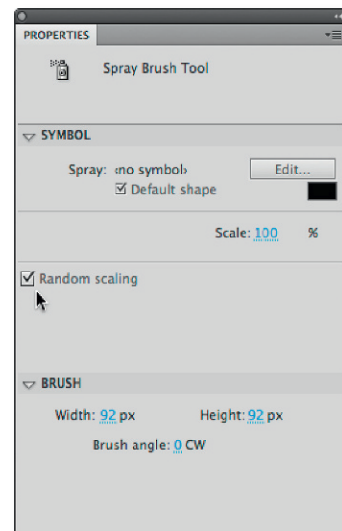 PROPERTIES
Spray Brush Tool
SYMBOL
Spray: <no symbol> Edit...
Default shape
Scale: 100 %
Random scaling
BRUSH
Width: 92 px Height: 92 px
Brush angle: 0 CW